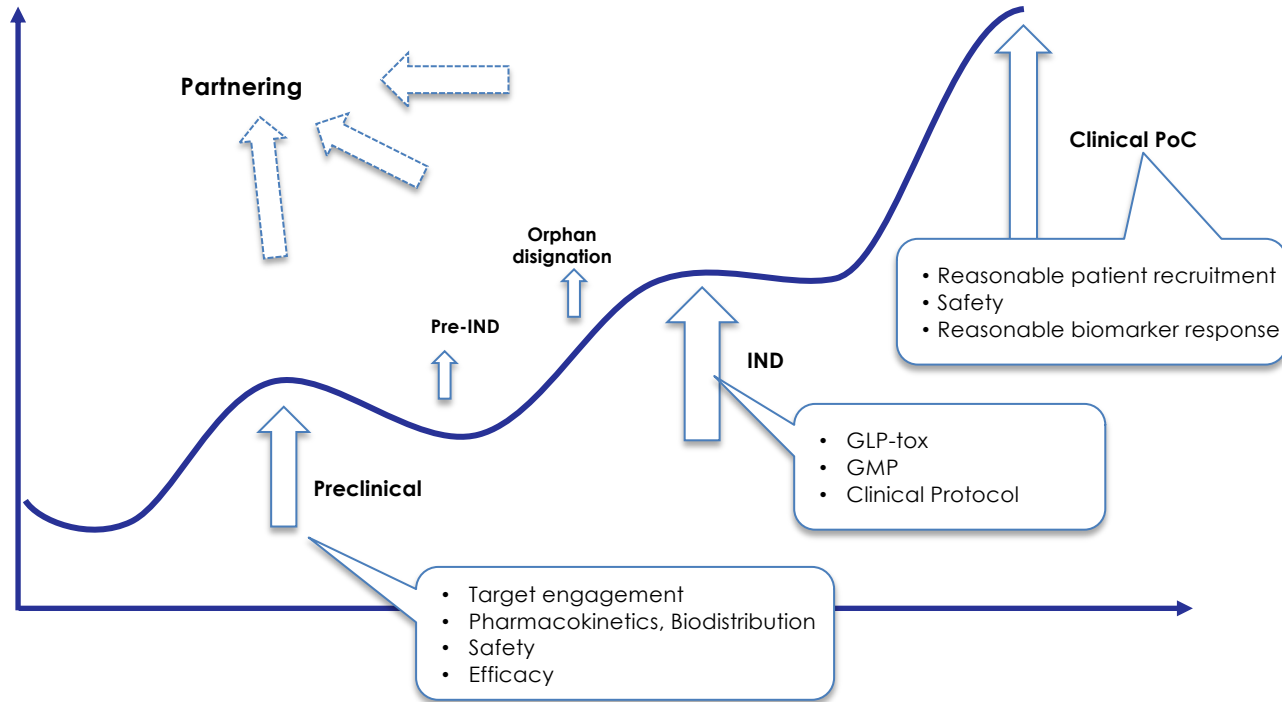 Partnering
Clinical PoC
• Reasonable patient recruitment
• Safety
• Reasonable biomarker response
Orphan
disignation
Pre-IND
IND
• GLP-tox
• GMP
• Clinical Protocol
Preclinical
• Target engagement
• Pharmacokinetics, Biodistribution
• Safety
• Efficacy